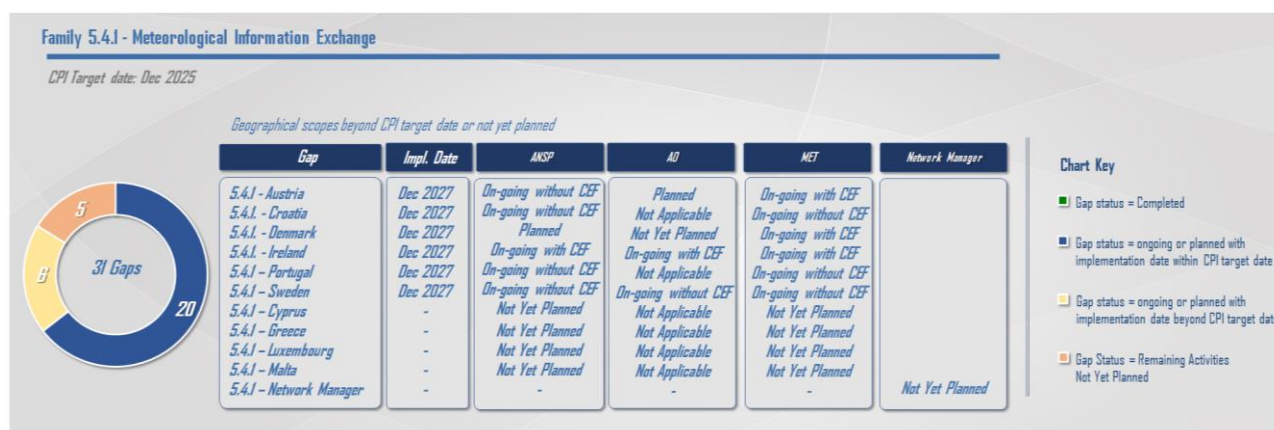 Family 5.4.1 - Meteorological Information Exchange
CPI Target date: Dec 2025
Geographical scopes beyond CPI target date or not yet planned
Gap Impl. Date ANSP AO MET Network Manager
5.4.1 - Austria Dec 2027 On-going without CEF Planned On-going with CEF
5.4.1. - Croatia Dec 2027 On-going without CEF Not Applicable On-going without CEF
5.4.1. - Denmark Dec 2027 Planned Not Yet Planned On-going with CEF
5.4.1. - Ireland Dec 2027 On-going with CEF On-going with CEF On-going with CEF
5.4.1 – Portugal Dec 2027 On-going without CEF Not Applicable On-going without CEF
5.4.1 – Sweden Dec 2027 On-going without CEF On-going without CEF On-going without CEF
5.4.1 – Cyprus - Not Yet Planned Not Applicable Not Yet Planned
5.4.1 – Greece - Not Yet Planned Not Applicable Not Yet Planned
5.4.1 – Luxembourg - Not Yet Planned Not Applicable Not Yet Planned
5.4.1 – Malta - Not Yet Planned Not Applicable Not Yet Planned
5.4.1 – Network Manager - - - - Not Yet Planned
5
6
31 Gaps
20
Chart Key
Gap status = Completed
Gap status = ongoing or planned with
implementation date within CPI target date
Gap status = ongoing or planned with
implementation date beyond CPI target dat
Gap Status = Remaining Activities
Not Yet Planned